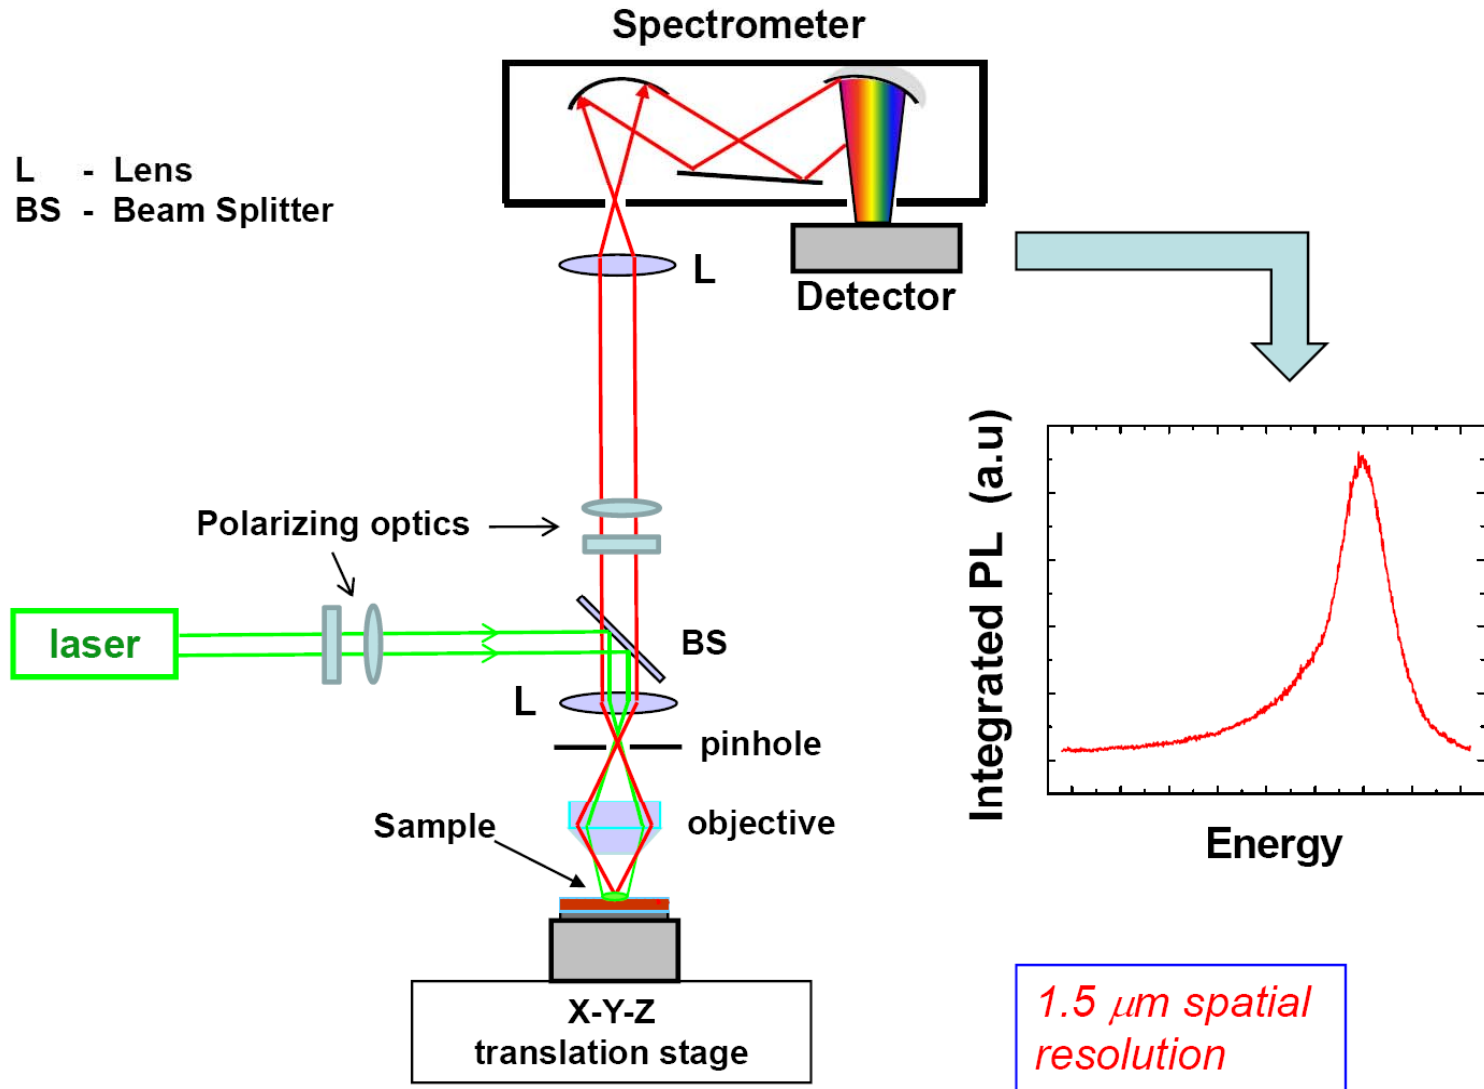 Spectrometer
L - Lens
BS - Beam Splitter
L
Detector
Polarizing optics
laser
BS
L
pinhole
objective
Sample
X-Y-Z
translation stage
Integrated PL (a.u)
Energy
1.5 μm spatial
resolution